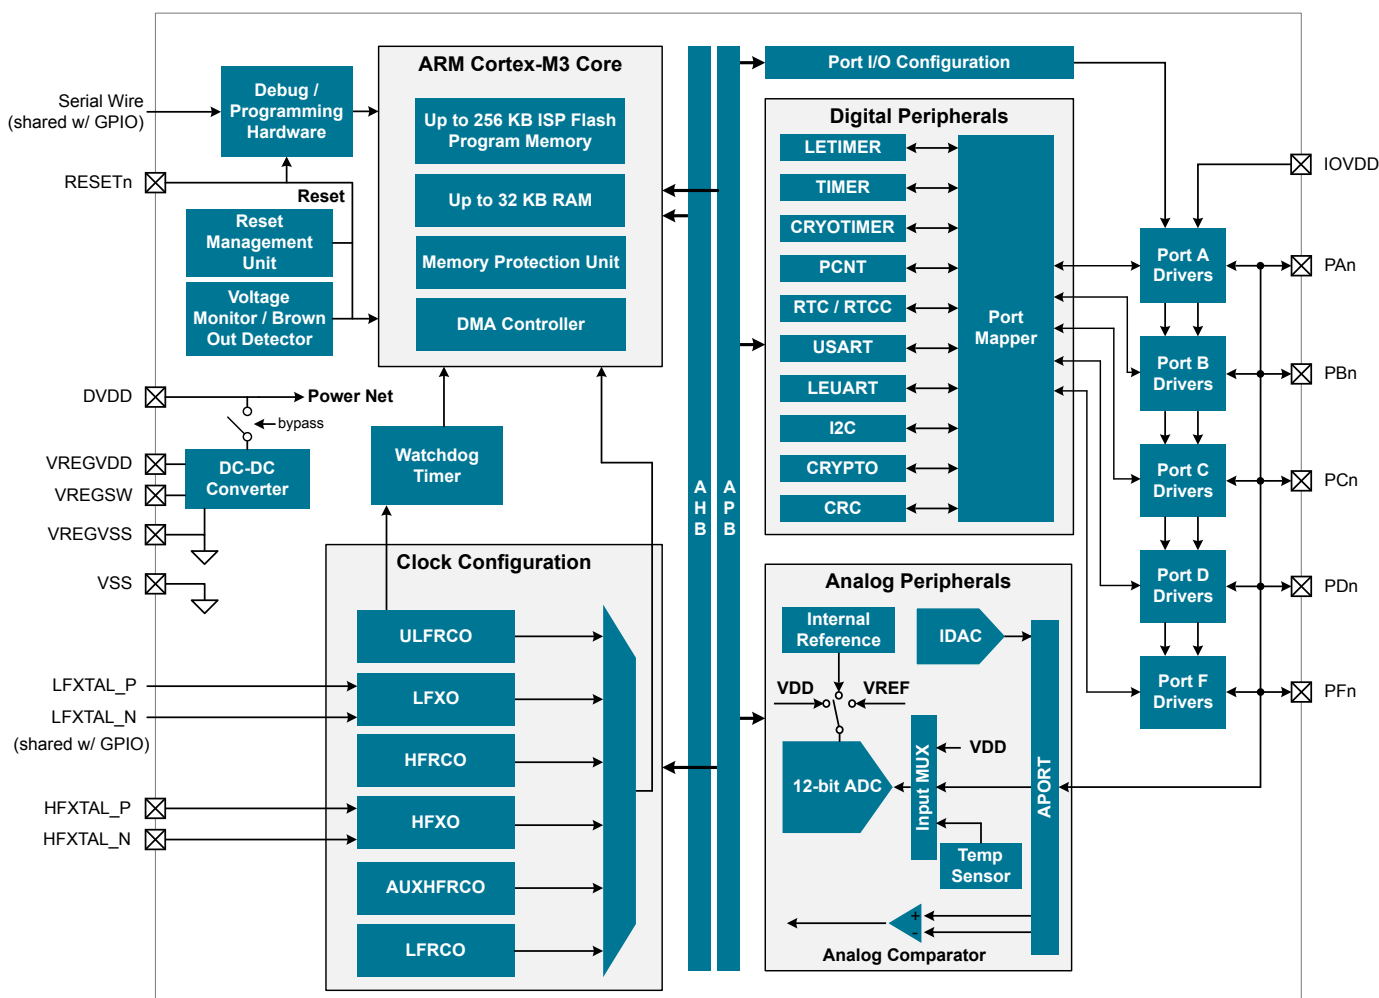 Serial Wire
(shared w/ GPIO)
RESETn
Debug /
Programming
Hardware
Reset
Reset
Management
Unit
Voltage
Monitor / Brown
Out Detector
ARM Cortex-M3 Core
Up to 256 KB ISP Flash
Program Memory
Up to 32 KB RAM
Memory Protection Unit
DMA Controller
DVDD
Power Net
bypass
VREGVDD
VREGSW
VREGVSS
VSS
DC-DC
Converter
Watchdog
Timer
Clock Configuration
ULFRCO
LFXO
HFRCO
HFXO
AUXHFRCO
LFRCO
LFXTAL_P
LFXTAL_N
(shared w/ GPIO)
HFXTAL_P
HFXTAL_N
A
H
B
A
P
B
Port I/O Configuration
Digital Peripherals
LETIMER
TIMER
CRYOTIMER
PCNT
RTC / RTCC
USART
LEUART
I2C
CRYPTO
CRC
Port
Mapper
Analog Peripherals
Internal
Reference
IDAC
VDD
VREF
12-bit ADC
Input MUX
VDD
Temp
Sensor
APORT
+
-
Analog Comparator
Port A
Drivers
Port B
Drivers
Port C
Drivers
Port D
Drivers
Port F
Drivers
IOVDD
PAn
PBn
PCn
PDn
PFn